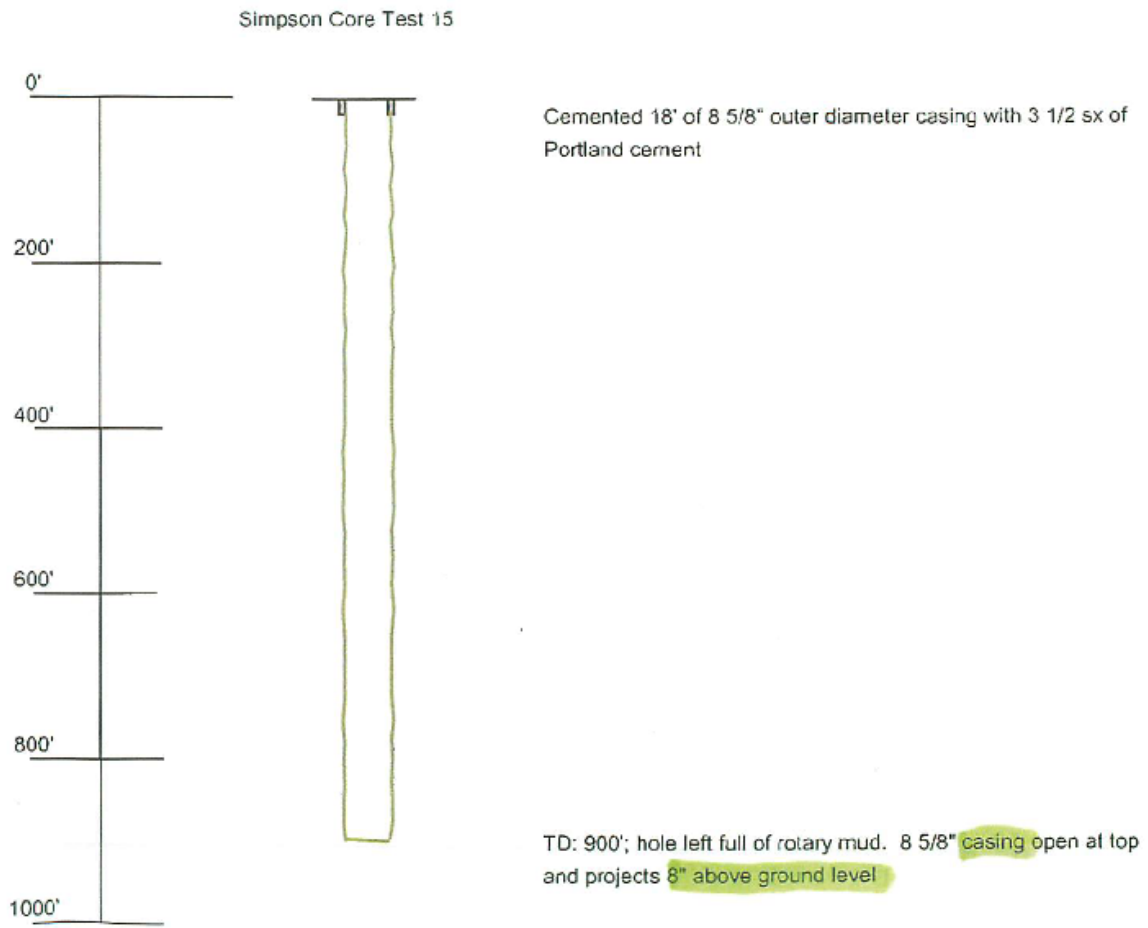 Simpson Core Test 15
0'
Cemented 18' of 8 5/8" outer diameter casing with 3 1/2 sx of
Portland cement
200'
400'
600'
800'
TD: 900'; hole left full of rotary mud. 8 5/8" casing open at top
and projects 8" above ground level
1000'